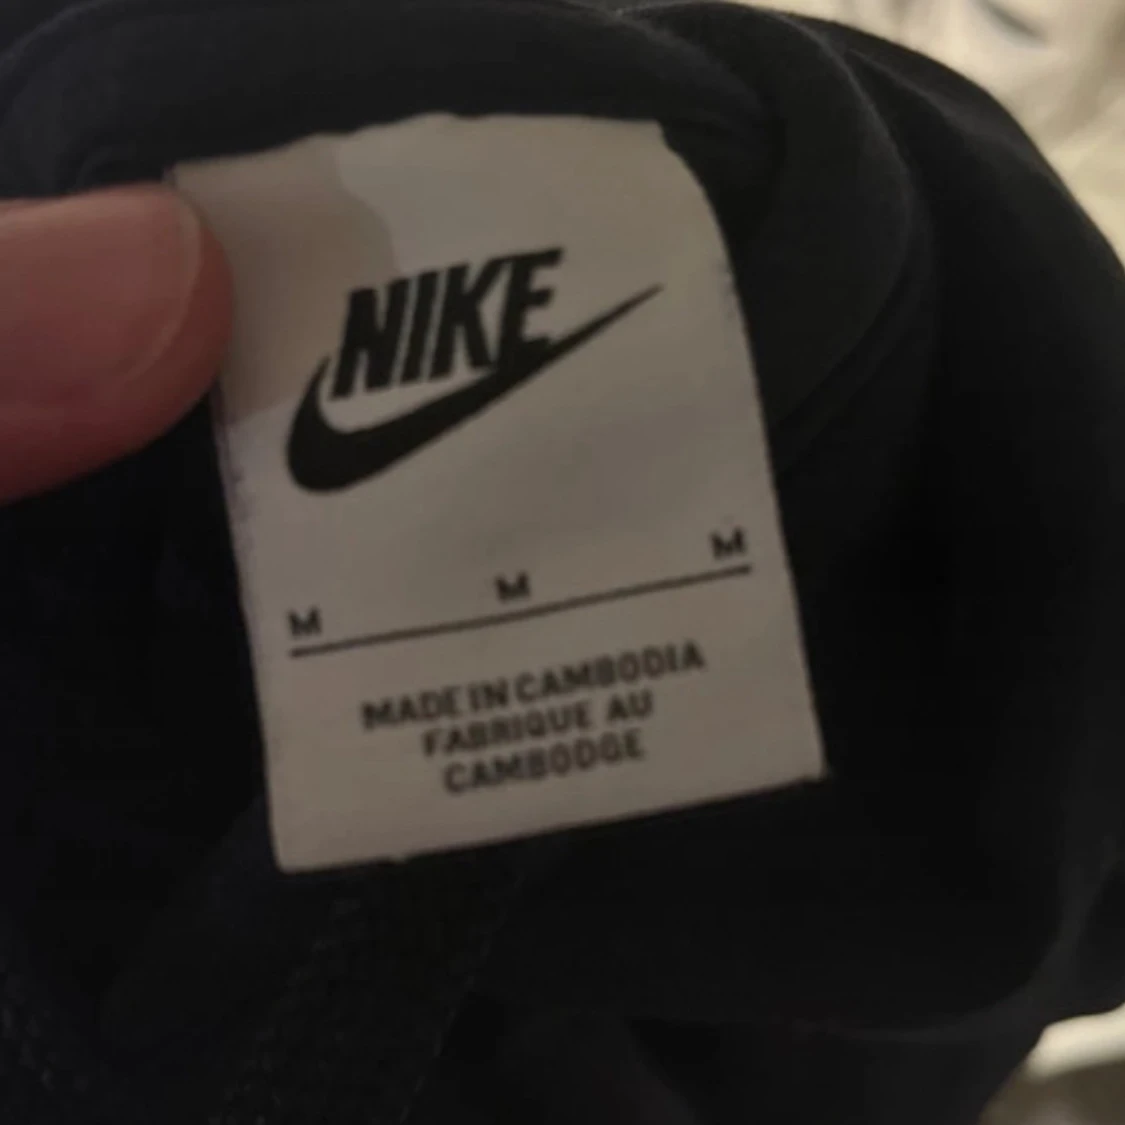 NIKE
M M M
MADE IN CAMBODIA
FABRIQUE AU
CAMBODGE